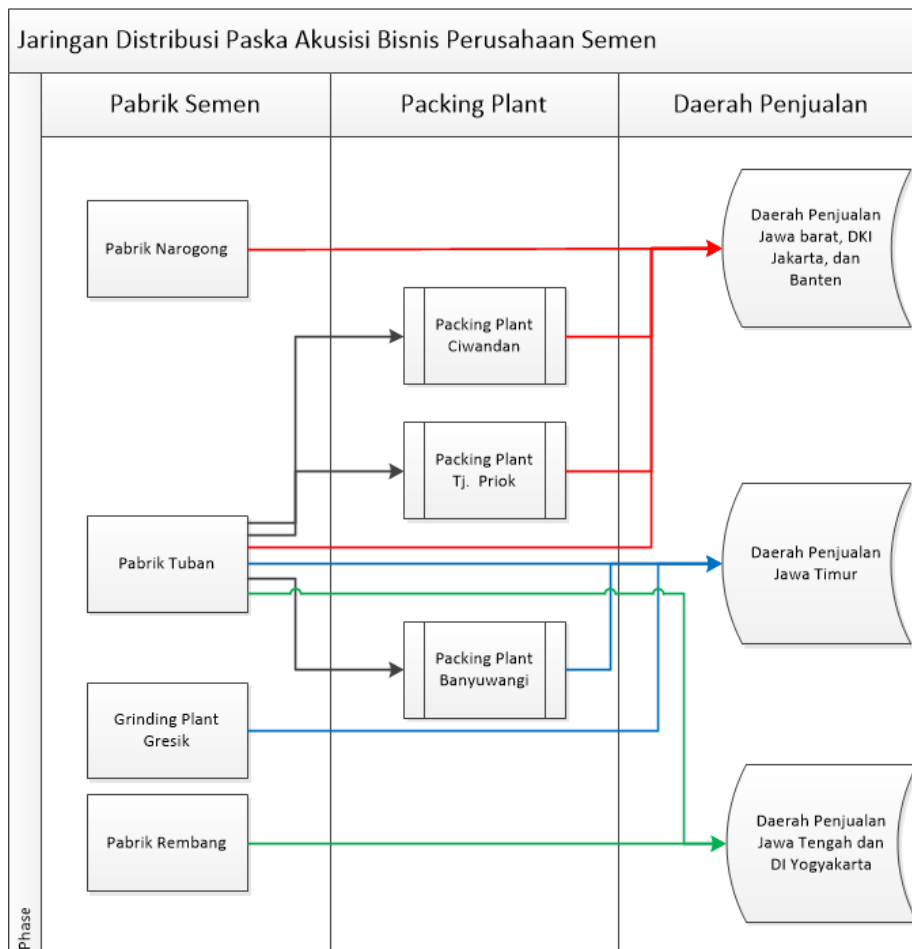 Jaringan Distribusi Paska Akusisi Bisnis Perusahaan Semen
Pabrik Semen
Packing Plant
Daerah Penjualan
Pabrik Narogong
Daerah Penjualan
Jawa barat, DKI
Jakarta, dan
Banten
Packing Plant
Ciwandan
Packing Plant
Tj. Priok
Pabrik Tuban
Daerah Penjualan
Jawa Timur
Packing Plant
Banyuwangi
Grinding Plant
Gresik
Pabrik Rembang
Daerah Penjualan
Jawa Tengah dan
DI Yogyakarta
Phase